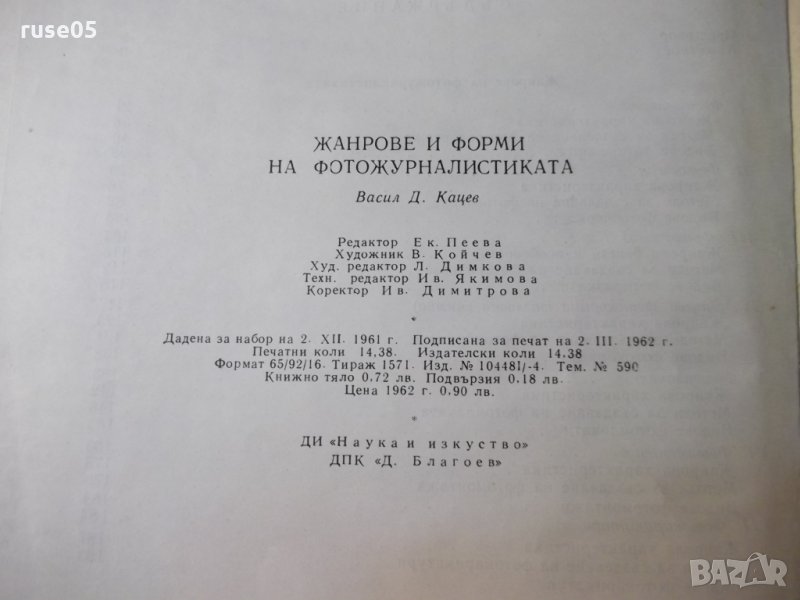 ruse05
ЖАНРОВЕ И ФОРМИ
НА ФОТОЖУРНАЛИСТИКАТА
Васил Д. Кацев
Редактор Ек. Пеева
Художник В. Койчев
Худ. редактор Л. Димкова
Техн. редактор Ив. Якимова
Коректор Ив. Димитрова
*
Дадена за набор на 2. XII. 1961 г. Подписана за печат на 2. III. 1962 г.
Печатни коли 14,38. Издателски коли 14.38
Формат 65/92/16. Тираж 1571. Изд. № 104481/-4. Тем. № 590
Книжно тяло 0.72 лв. Подвързия 0.18 лв.
Цена 1962 г. 0.90 лв.
*
ДИ «Наука и изкуство»
ДПК «Д. Благоев»
BAZAR